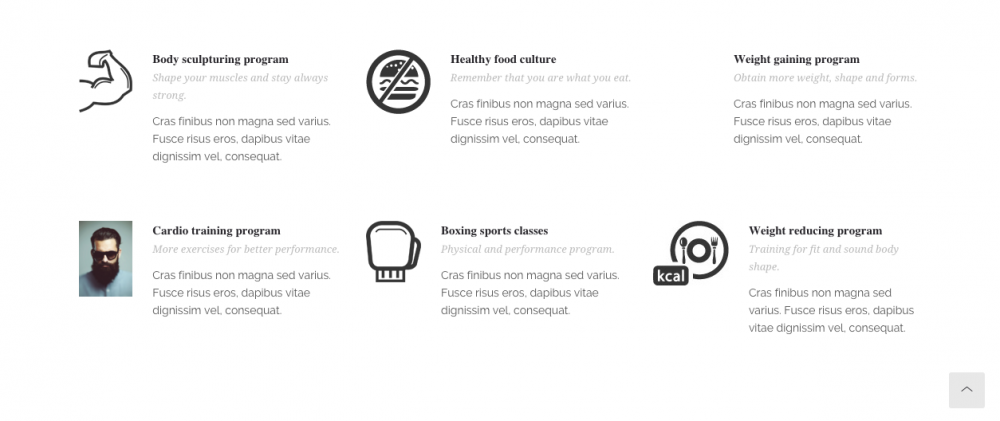 Body sculpturing program
Shape your muscles and stay always
strong.
Cras finibus non magna sed varius.
Fusce risus eros, dapibus vitae
dignissim vel, consequat.
Healthy food culture
Remember that you are what you eat.
Cras finibus non magna sed varius.
Fusce risus eros, dapibus vitae
dignissim vel, consequat.
Weight gaining program
Obtain more weight, shape and forms.
Cras finibus non magna sed varius.
Fusce risus eros, dapibus vitae
dignissim vel, consequat.
Cardio training program
More exercises for better performance.
Cras finibus non magna sed varius.
Fusce risus eros, dapibus vitae
dignissim vel, consequat.
Boxing sports classes
Physical and performance program.
Cras finibus non magna sed varius.
Fusce risus eros, dapibus vitae
dignissim vel, consequat.
kcal
Weight reducing program
Training for fit and sound body
shape.
Cras finibus non magna sed
varius. Fusce risus eros, dapibus
vitae dignissim vel, consequat.